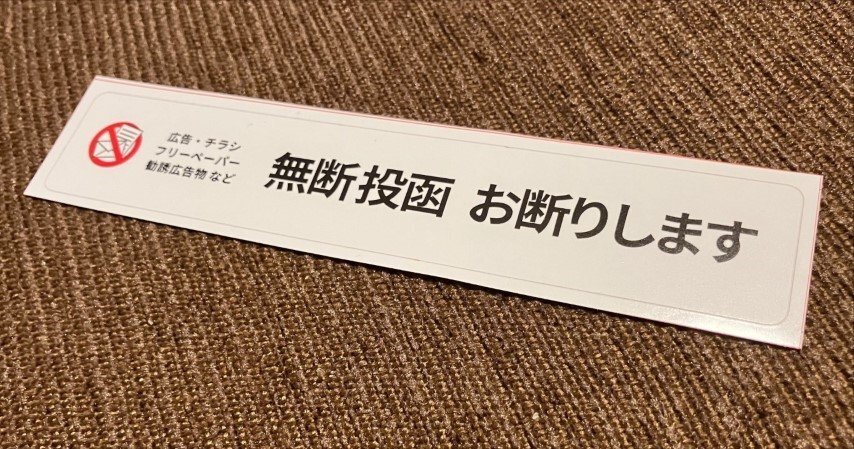 広告・チラシ
フリーペーパー
勧誘広告物 など
無断投函 お断りします